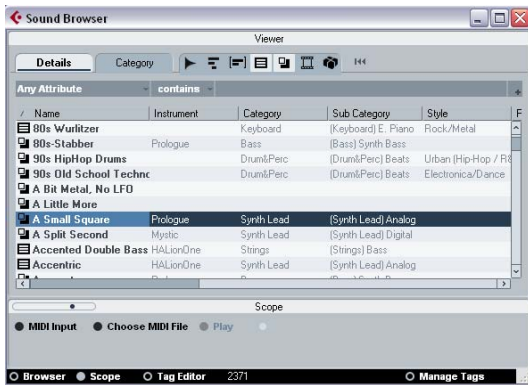 Sound Browser
Viewer
Details Category
Any Attribute contains
Name Instrument Category Sub Category Style F
80s Wurlitzer Keyboard (Keyboard) E. Piano Rock/Metal
80s-Stabber Prologue Bass (Bass) Synth Bass
90s HipHop Drums Drum&Perc (Drum&Perc) Beats Urban (Hip-Hop / R&
90s Old School Techno Drum&Perc (Drum&Perc) Beats Electronica/Dance
A Bit Metal, No LFO
A Little More
A Small Square Prologue Synth Lead (Synth Lead) Analog
A Split Second Mystic Synth Lead (Synth Lead) Digital
Accented Double Bass HALionOne Strings (Strings) Bass
Accentric HALionOne Synth Lead (Synth Lead) Analog
Scope
MIDI Input Choose MIDI File Play
Browser Scope Tag Editor 2371 Manage Tags